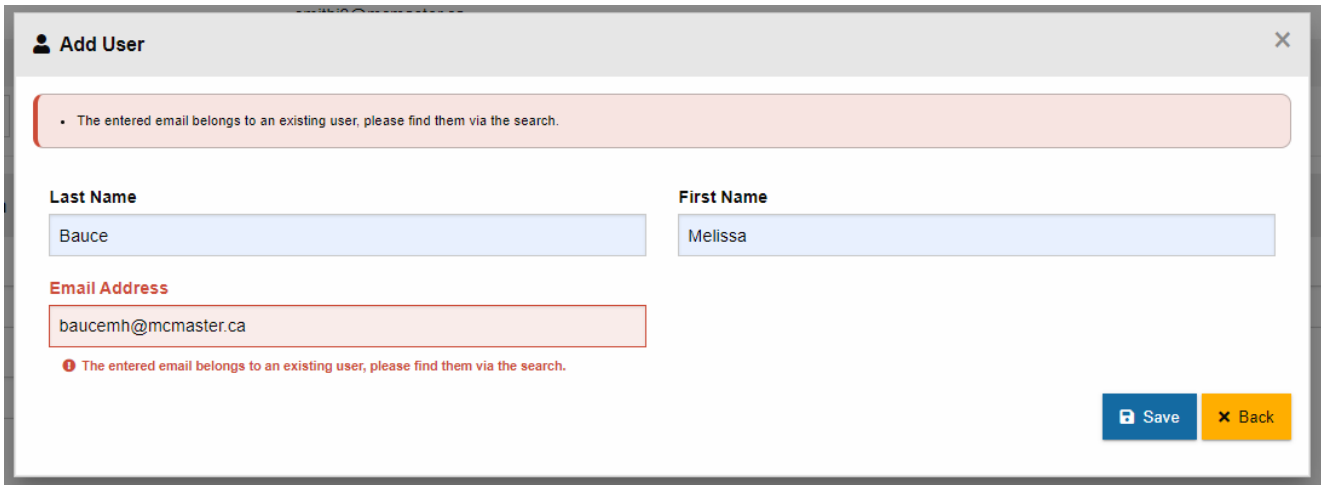 Add User
• The entered email belongs to an existing user, please find them via the search.
Last Name
First Name
Bauce
Melissa
Email Address
baucemh@mcmaster.ca
The entered email belongs to an existing user, please find them via the search.
Save
Back